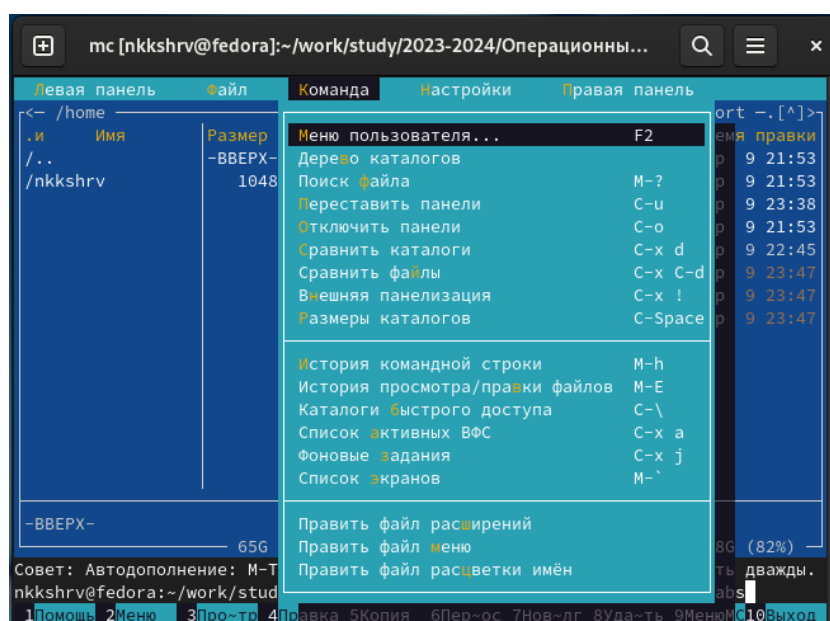 mc [nkkshrv@fedora]:~/work/study/2023-2024/Операционны...
Левая панель Файл Команда Настройки Правая панель
<— /home
ort —.[^]>
.и Имя Размер
я правки
/.. -ВВЕРХ-
/nkkshrv 1048
9 21:53
9 21:53
9 23:38
9 21:53
9 22:45
9 23:47
9 23:47
9 23:47
Меню пользователя... F2
Дерево каталогов
Поиск файла M-?
Переставить панели C-u
Отключить панели C-o
Сравнить каталоги C-x d
Сравнить файлы C-x C-d
Внешняя панелизация C-x !
Размеры каталогов C-Space
История командной строки M-h
История просмотра/правки файлов M-E
Каталоги быстрого доступа C-\
Список активных ВФС C-x a
Фоновые задания C-x j
Список экранов M-`
Править файл расширений
Править файл меню
Править файл расцветки имён
-ВВЕРХ-
65G
8G (82%)
Совет: Автодополнение: M-T
ть дважды.
nkkshrv@fedora:~/work/stud
abs
1Помощь 2Меню 3Про~тр 4Правка 5Копия 6Пер~ос 7Нов~лг 8Уда~ть 9МенюMC 10Выход